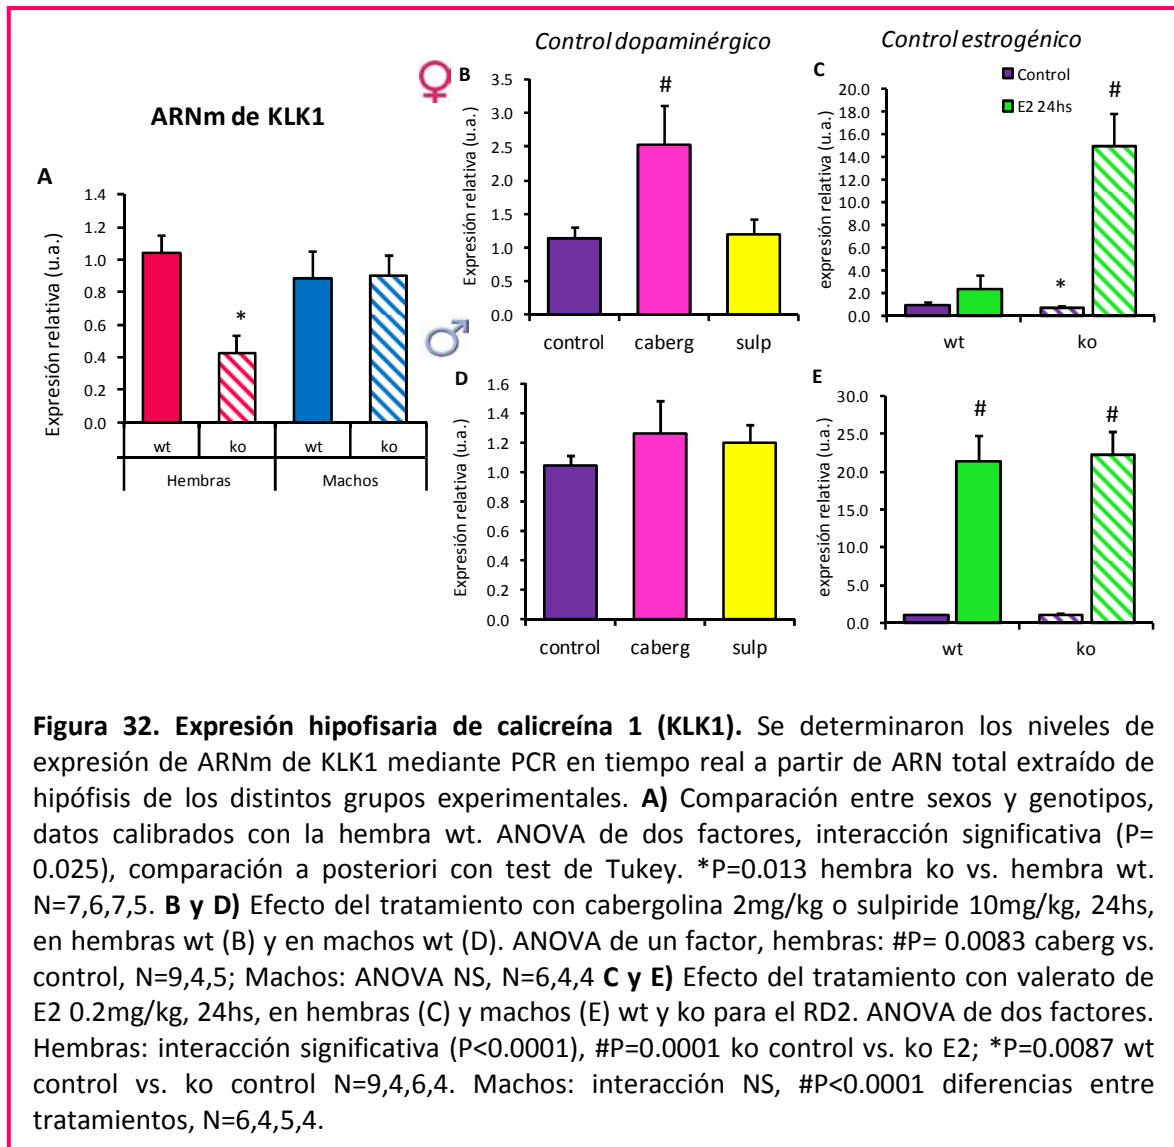 Control dopaminérgico
Control estrogénico
ARNm de KLK1
A
Expresión relativa (u.a.)
1.4
1.2
1.0
0.8
0.6
0.4
0.2
0.0
*
wt
ko
wt
ko
Hembras
Machos
B
Expresión relativa (u.a.)
3.5
3.0
2.5
2.0
1.5
1.0
0.5
0.0
#
control
caberg
sulp
C
Control
E2 24hs
expresión relativa (u.a.)
20.0
18.0
16.0
14.0
12.0
10.0
8.0
6.0
4.0
2.0
0.0
*
#
wt
ko
D
Expresión relativa (u.a.)
1.6
1.4
1.2
1.0
0.8
0.6
0.4
0.2
0.0
control
caberg
sulp
E
expresión relativa (u.a.)
30.0
25.0
20.0
15.0
10.0
5.0
0.0
#
#
wt
ko
Figura 32. Expresión hipofisaria de calicreína 1 (KLK1). Se determinaron los niveles de
expresión de ARNm de KLK1 mediante PCR en tiempo real a partir de ARN total extraído de
hipófisis de los distintos grupos experimentales. A) Comparación entre sexos y genotipos,
datos calibrados con la hembra wt. ANOVA de dos factores, interacción significativa (P=
0.025), comparación a posteriori con test de Tukey. *P=0.013 hembra ko vs. hembra wt.
N=7,6,7,5. B y D) Efecto del tratamiento con cabergolina 2mg/kg o sulpiride 10mg/kg, 24hs,
en hembras wt (B) y en machos wt (D). ANOVA de un factor, hembras: #P= 0.0083 caberg vs.
control, N=9,4,5; Machos: ANOVA NS, N=6,4,4 C y E) Efecto del tratamiento con valerato de
E2 0.2mg/kg, 24hs, en hembras (C) y machos (E) wt y ko para el RD2. ANOVA de dos factores.
Hembras: interacción significativa (P<0.0001), #P=0.0001 ko control vs. ko E2; *P=0.0087 wt
control vs. ko control N=9,4,6,4. Machos: interacción NS, #P<0.0001 diferencias entre
tratamientos, N=6,4,5,4.